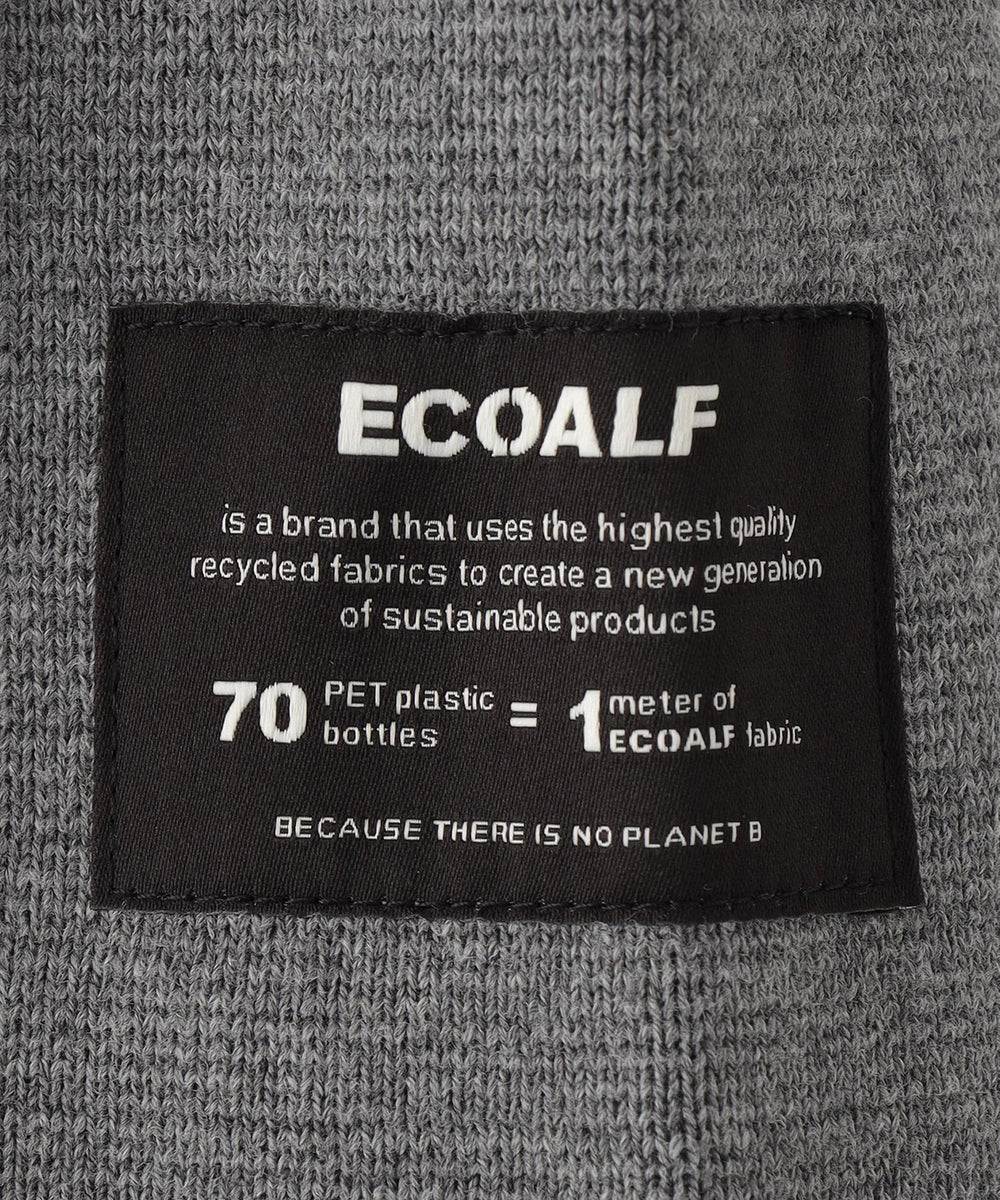 ECOALF
is a brand that uses the highest quality
recycled fabrics to create a new generation
of sustainable products
70 PET plastic bottles = 1 meter of ECOALF fabric
BECAUSE THERE IS NO PLANET B